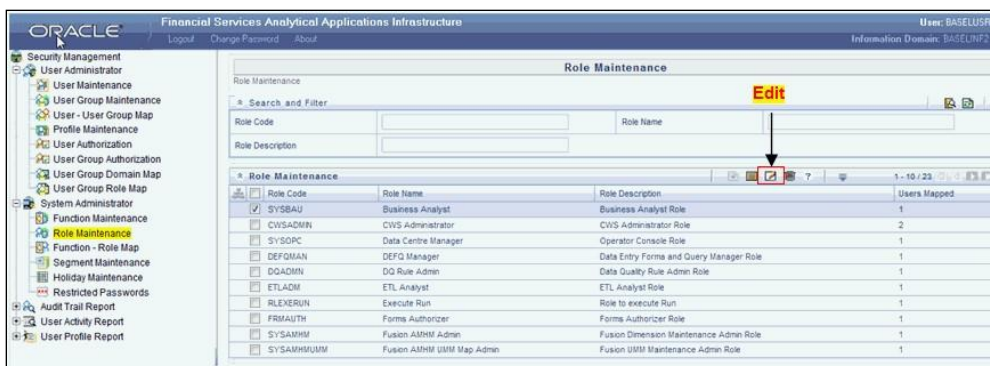 ORACLE
Financial Services Analytical Applications Infrastructure
User: BASELUSR
Logout Change Password About
Information Domain: BASELINF2
Security Management
User Administrator
User Maintenance
User Group Maintenance
User - User Group Map
Profile Maintenance
User Authorization
User Group Authorization
User Group Domain Map
User Group Role Map
System Administrator
Function Maintenance
Role Maintenance
Function - Role Map
Segment Maintenance
Holiday Maintenance
Restricted Passwords
Audit Trail Report
User Activity Report
User Profile Report
Role Maintenance
Role Maintenance
Edit
Search and Filter
Role Code Role Name
Role Description
Role Maintenance 1 - 10 / 23
Role Code Role Name Role Description Users Mapped
SYSBAU Business Analyst Business Analyst Role 1
CWSADMIN CWS Administrator CWS Administrator Role 2
SYSOPC Data Centre Manager Operator Console Role 1
DEFQMAN DEFQ Manager Data Entry Forms and Query Manager Role 1
DQADMN DQ Rule Admin Data Quality Rule Admin Role 1
ETLADM ETL Analyst ETL Analyst Role 1
RLEXERUN Execute Run Role to execute Run 1
FRMAUTH Forms Authorizer Forms Authorizer Role 1
SYSAMHM Fusion AMHM Admin Fusion Dimension Maintenance Admin Role 1
SYSAMHMUMM Fusion AMHM UMM Map Admin Fusion UMM Maintenance Admin Role 1